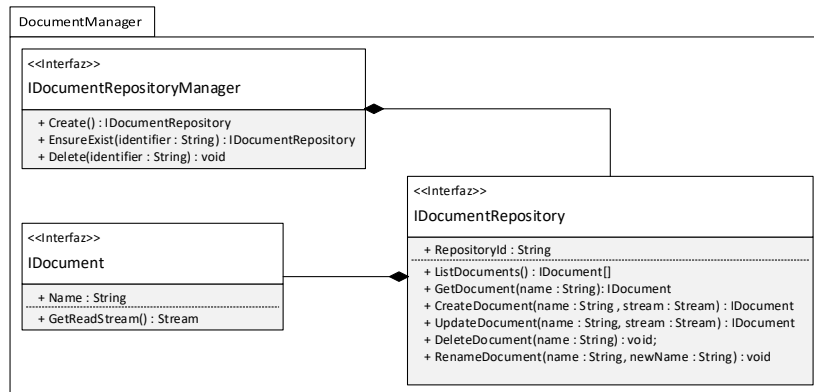 DocumentManager
<<Interfaz>>
IDocumentRepositoryManager
+ Create() : IDocumentRepository
+ EnsureExist(identifier : String) : IDocumentRepository
+ Delete(identifier : String) : void
<<Interfaz>>
IDocumentRepository
+ RepositoryId : String
+ ListDocuments() : IDocument[]
+ GetDocument(name : String): IDocument
+ CreateDocument(name : String , stream : Stream) : IDocument
+ UpdateDocument(name : String, stream : Stream) : IDocument
+ DeleteDocument(name : String) : void;
+ RenameDocument(name : String, newName : String) : void
<<Interfaz>>
IDocument
+ Name : String
+ GetReadStream() : Stream